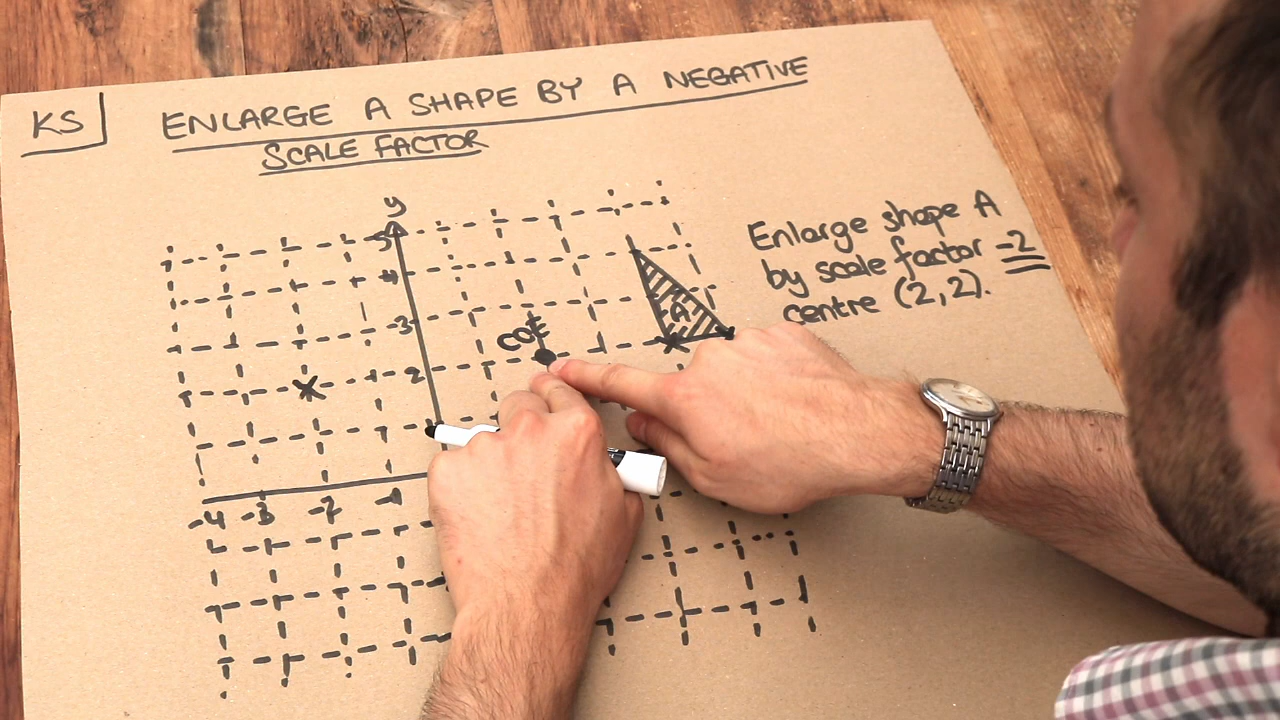 KS
ENLARGE A SHAPE BY A NEGATIVE
SCALE FACTOR
y
5
4
3
2
COE
A
-4 -3 -2 -1
Enlarge shape A
by scale factor -2
centre (2,2).